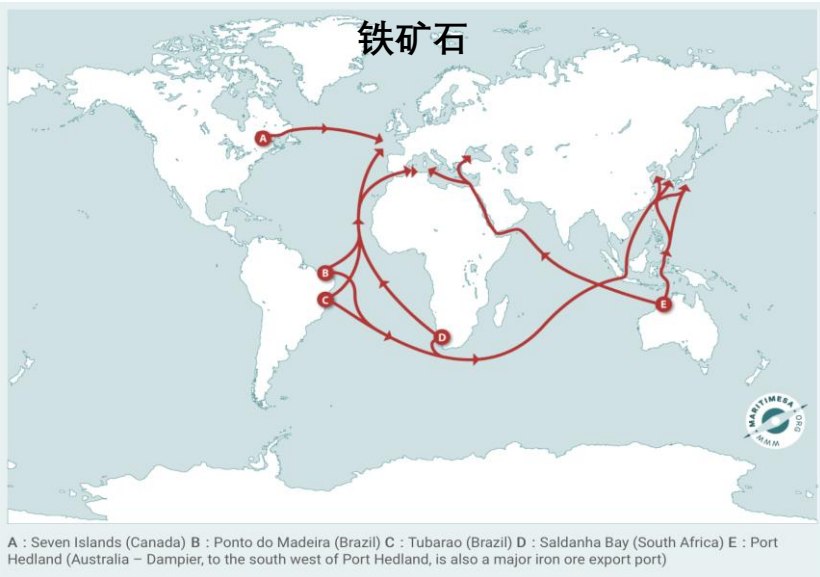 铁矿石
A
B
C
D
E
MARITIMESA
.ORG
WWW.
A : Seven Islands (Canada) B : Ponto do Madeira (Brazil) C : Tubarao (Brazil) D : Saldanha Bay (South Africa) E : Port
Hedland (Australia – Dampier, to the south west of Port Hedland, is also a major iron ore export port)